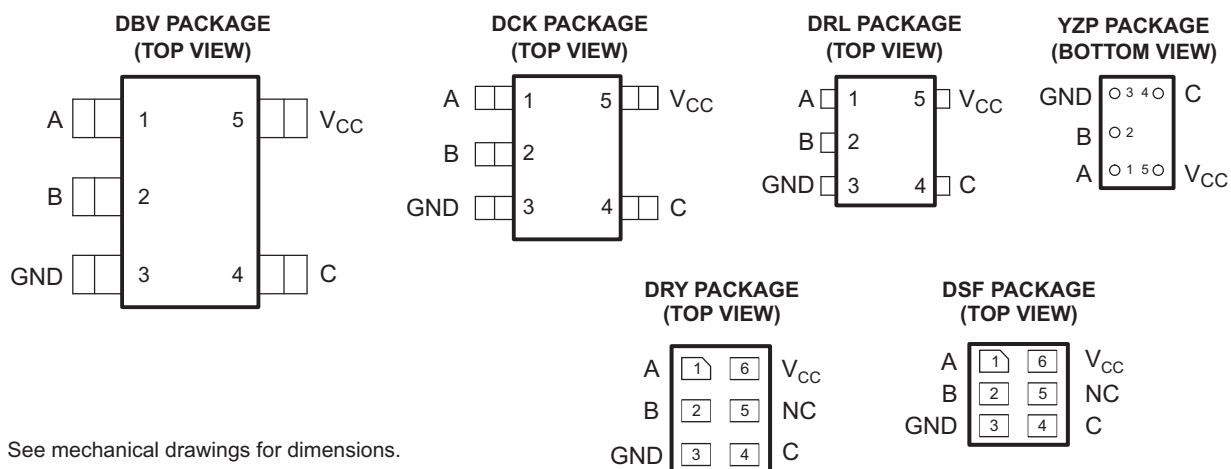 DBV PACKAGE
(TOP VIEW)
A 1 5 VCC
B 2
GND 3 4 C
DCK PACKAGE
(TOP VIEW)
A 1 5 VCC
B 2
GND 3 4 C
DRL PACKAGE
(TOP VIEW)
A 1 5 VCC
B 2
GND 3 4 C
YZP PACKAGE
(BOTTOM VIEW)
GND 3 4 C
B 2
A 1 5 VCC
DRY PACKAGE
(TOP VIEW)
A 1 6 VCC
B 2 5 NC
GND 3 4 C
DSF PACKAGE
(TOP VIEW)
A 1 6 VCC
B 2 5 NC
GND 3 4 C
See mechanical drawings for dimensions.